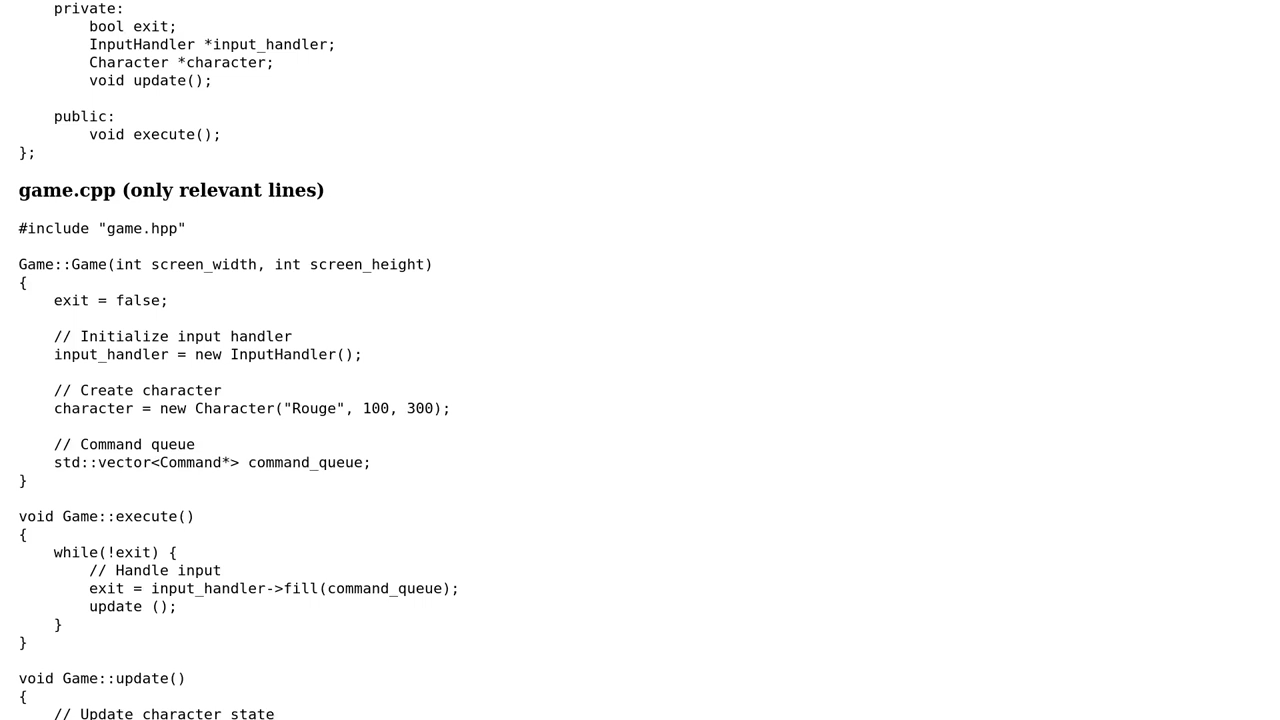 private:
        bool exit;
        InputHandler *input_handler;
        Character *character;
        void update();

    public:
        void execute();
};
game.cpp (only relevant lines)
#include "game.hpp"

Game::Game(int screen_width, int screen_height)
{
    exit = false;

    // Initialize input handler
    input_handler = new InputHandler();

    // Create character
    character = new Character("Rouge", 100, 300);

    // Command queue
    std::vector<Command*> command_queue;
}

void Game::execute()
{
    while(!exit) {
        // Handle input
        exit = input_handler->fill(command_queue);
        update ();
    }
}

void Game::update()
{
    // Update character state